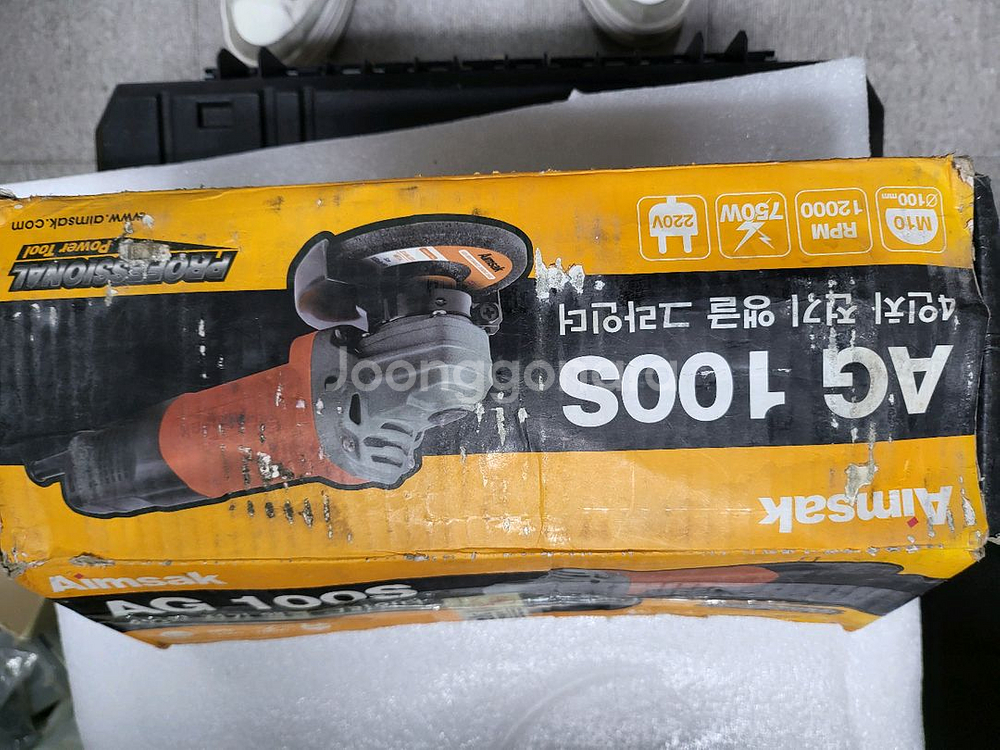 Aimsak
AG 100S
4인치 전기 앵글 그라인더
M10
Ø100mm
RPM
12000
750W
220V
PROFESSIONAL
Power Tool
www.aimsak.com
Aimsak
Aimsak
AG 100S